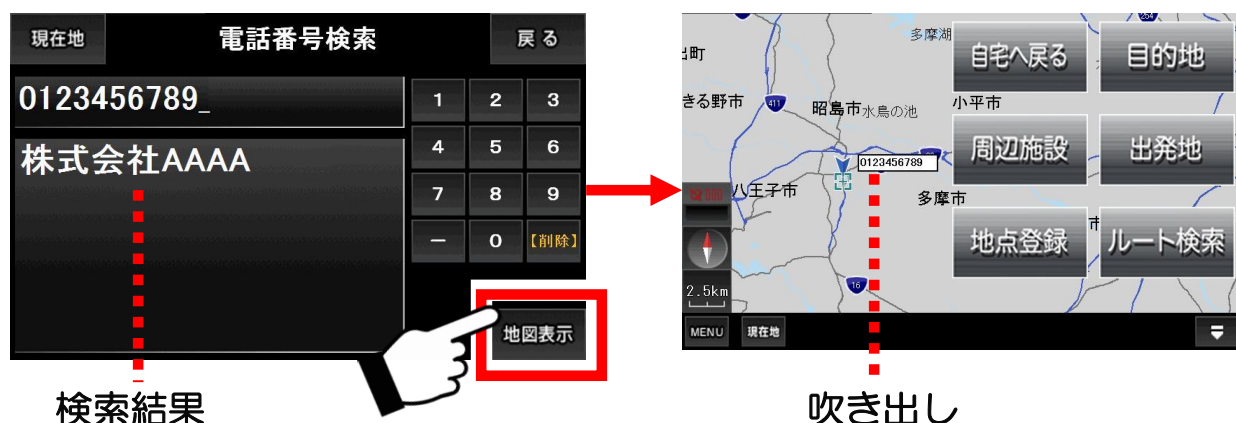 現在地
電話番号検索
戻る
0123456789_
株式会社AAAA
1 2 3
4 5 6
7 8 9
－ 0 【削除】
地図表示
検索結果
254
多摩湖
自宅へ戻る
目的地
出町
きる野市
411
昭島市
水鳥の池
小平市
周辺施設
出発地
0123456789
八王子市
多摩市
市
地点登録
ルート検索
2.5km
16
MENU
現在地
吹き出し